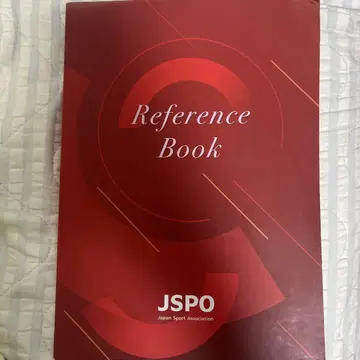 Reference
Book
JSPO
Japan Sport Association